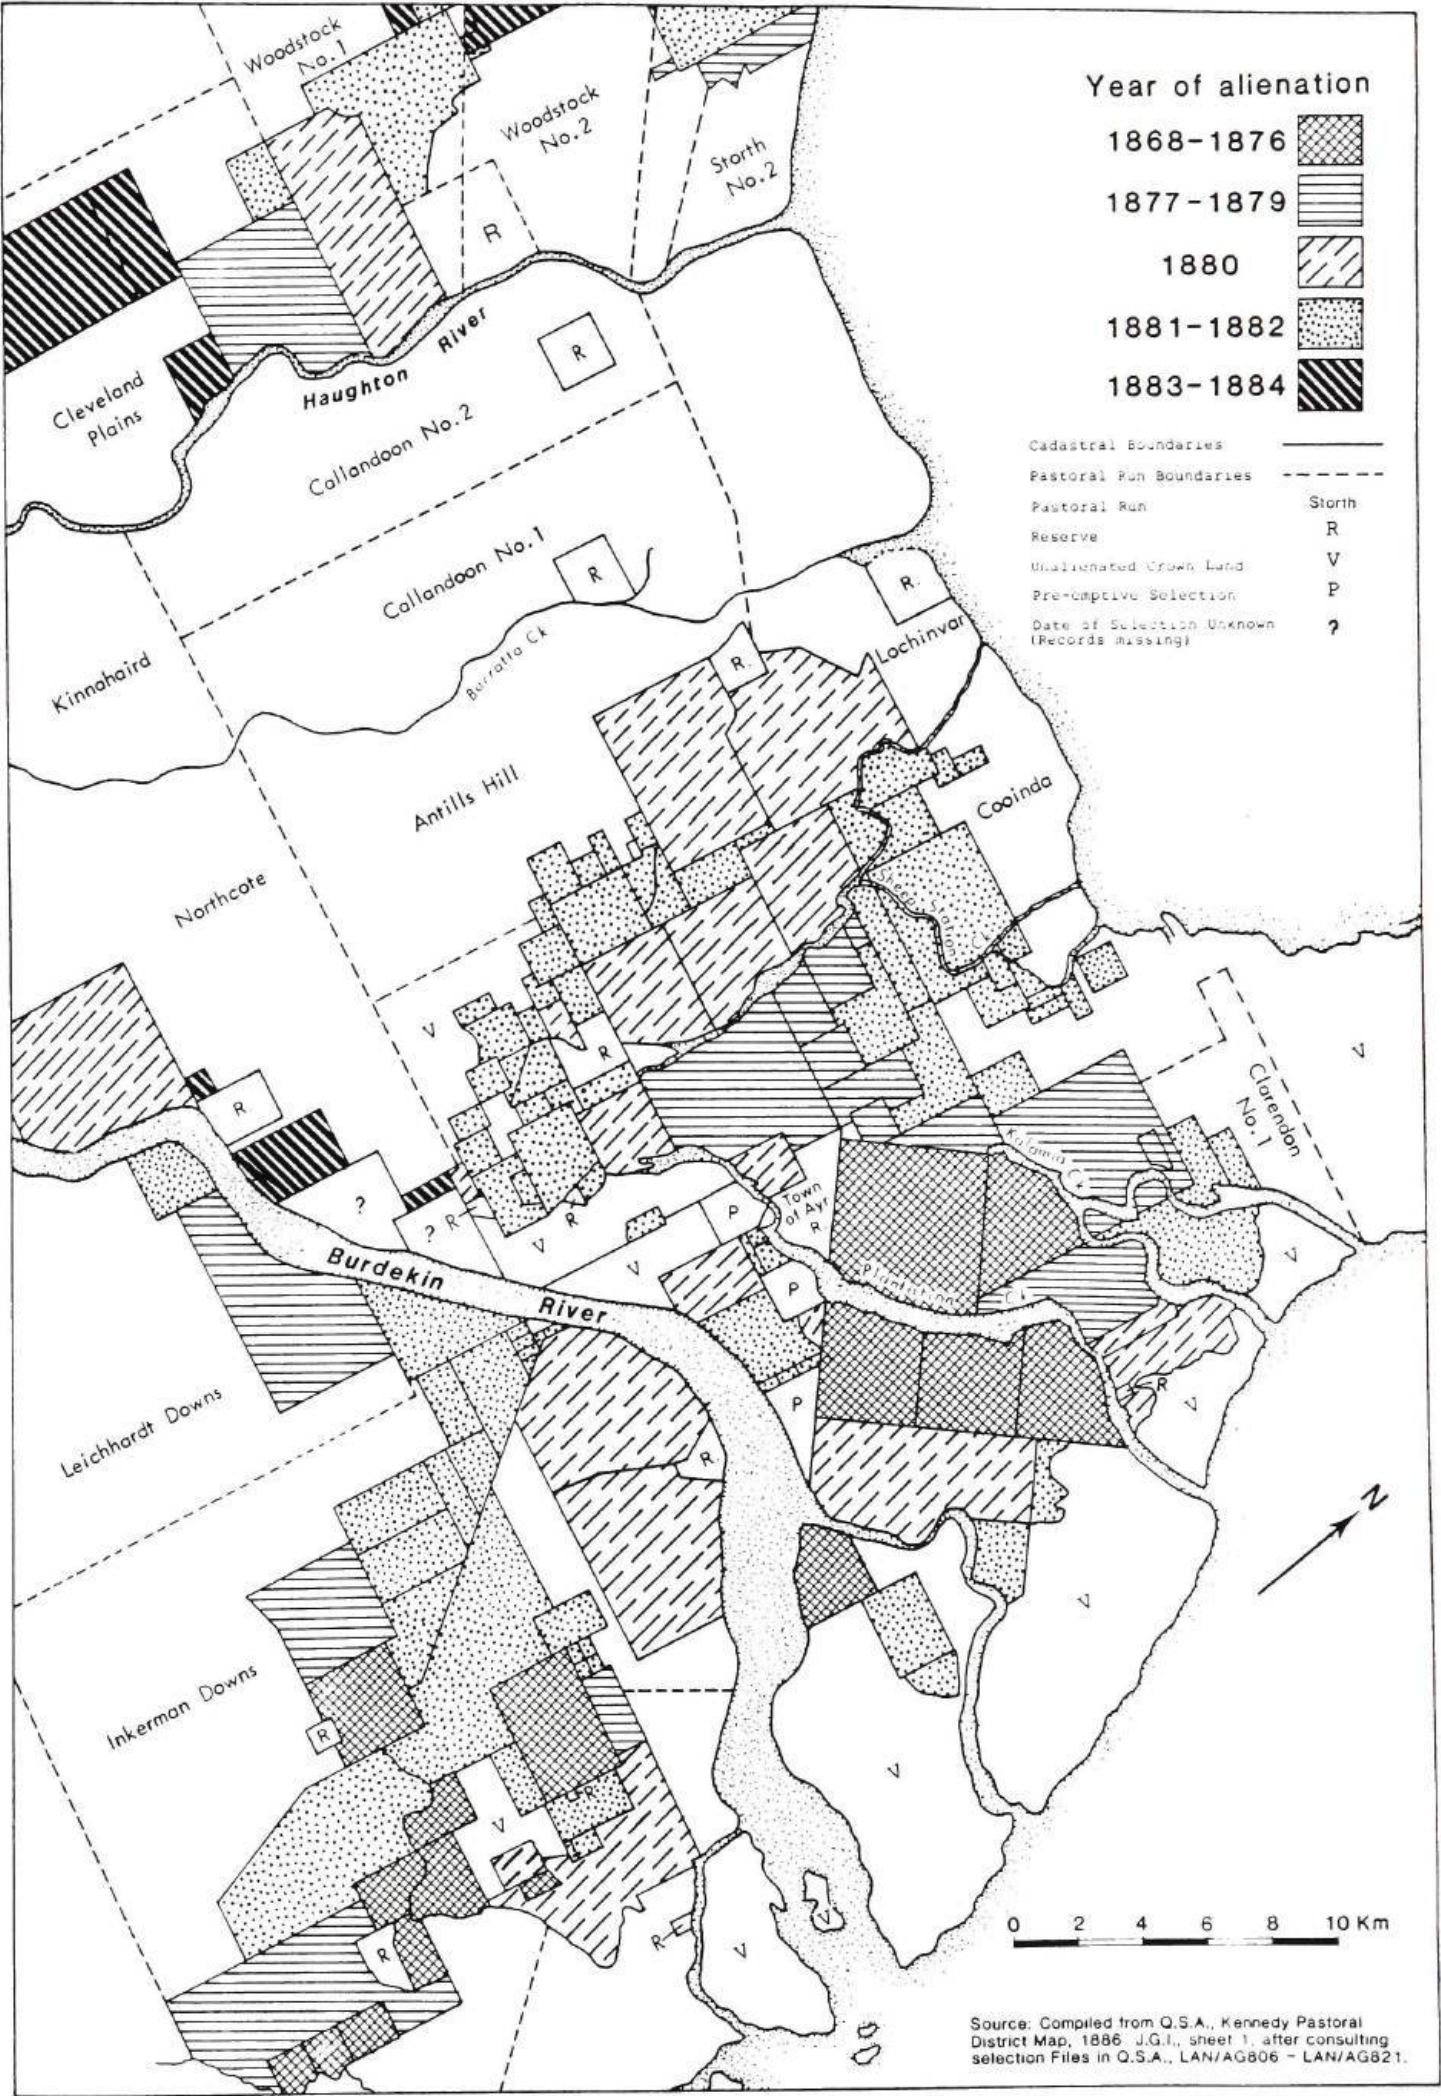 Woodstock
No.1
Woodstock
No.2
Storth
No.2
R
Year of alienation
1868-1876
1877-1879
1880
1881-1882
1883-1884
Cadastral Boundaries
Pastoral Run Boundaries
Pastoral Run Storth
Reserve R
Unalienated Crown Land V
Pre-emptive Selection P
Date of Selection Unknown ?
(Records missing)
Haughton River
Cleveland
Plains
R
Callandoon No.2
Callandoon No.1
R
R
Lochinvar
Kinnahaird
Barratta Ck
R
Antills Hill
Cooinda
Northcote
Sheep Station Ck
V
R
V
R
Clarendon
No.1
Kalamia Ck
?
? R
R
V
V
P
Town
of Ayr
R
V
P
Burdekin River
Plantation Ck
Leichhardt Downs
P
R
V
R
N
V
Inkerman Downs
R
R
V
V
R
R
V
V
0 2 4 6 8 10 Km
Source: Compiled from Q.S.A., Kennedy Pastoral
District Map, 1886 J.G.I., sheet 1, after consulting
selection Files in Q.S.A., LAN/AG806 - LAN/AG821.